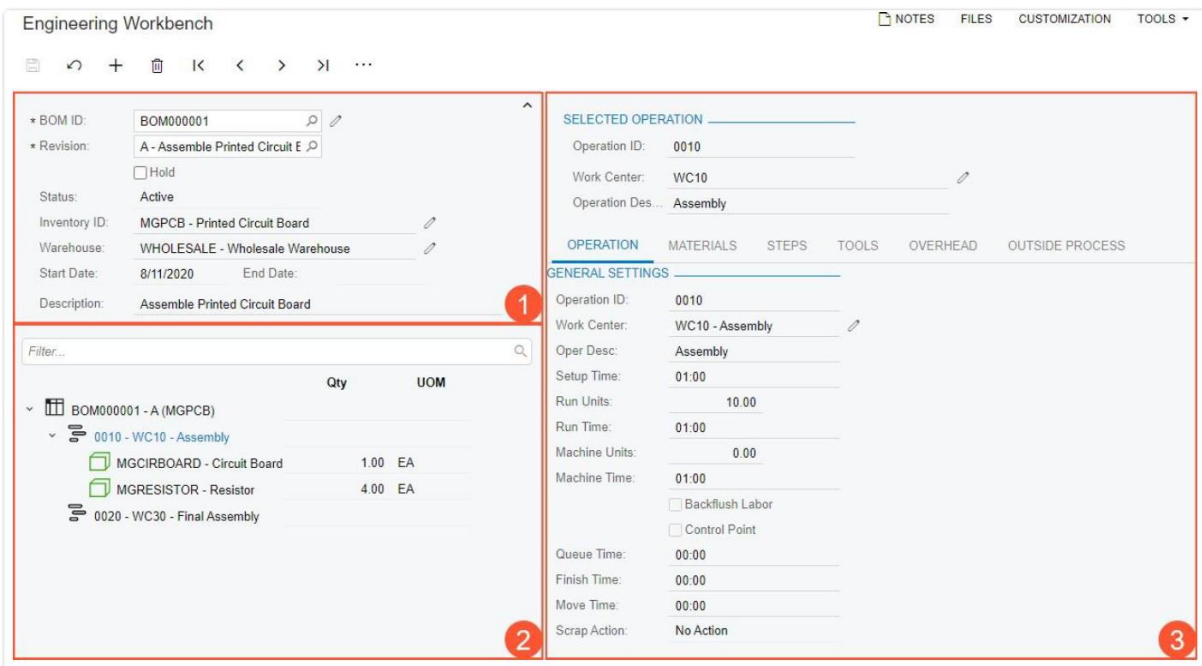 Engineering Workbench
NOTES FILES CUSTOMIZATION TOOLS
* BOM ID: BOM000001
* Revision: A - Assemble Printed Circuit E
Hold
Status: Active
Inventory ID: MGPCB - Printed Circuit Board
Warehouse: WHOLESALE - Wholesale Warehouse
Start Date: 8/11/2020 End Date:
Description: Assemble Printed Circuit Board
1
Filter...
Qty UOM
BOM000001 - A (MGPCB)
0010 - WC10 - Assembly
MGCIRBOARD - Circuit Board 1.00 EA
MGRESISTOR - Resistor 4.00 EA
0020 - WC30 - Final Assembly
2
SELECTED OPERATION
Operation ID: 0010
Work Center: WC10
Operation Des... Assembly
OPERATION MATERIALS STEPS TOOLS OVERHEAD OUTSIDE PROCESS
GENERAL SETTINGS
Operation ID: 0010
Work Center: WC10 - Assembly
Oper Desc: Assembly
Setup Time: 01:00
Run Units: 10.00
Run Time: 01:00
Machine Units: 0.00
Machine Time: 01:00
Backflush Labor
Control Point
Queue Time: 00:00
Finish Time: 00:00
Move Time: 00:00
Scrap Action: No Action
3